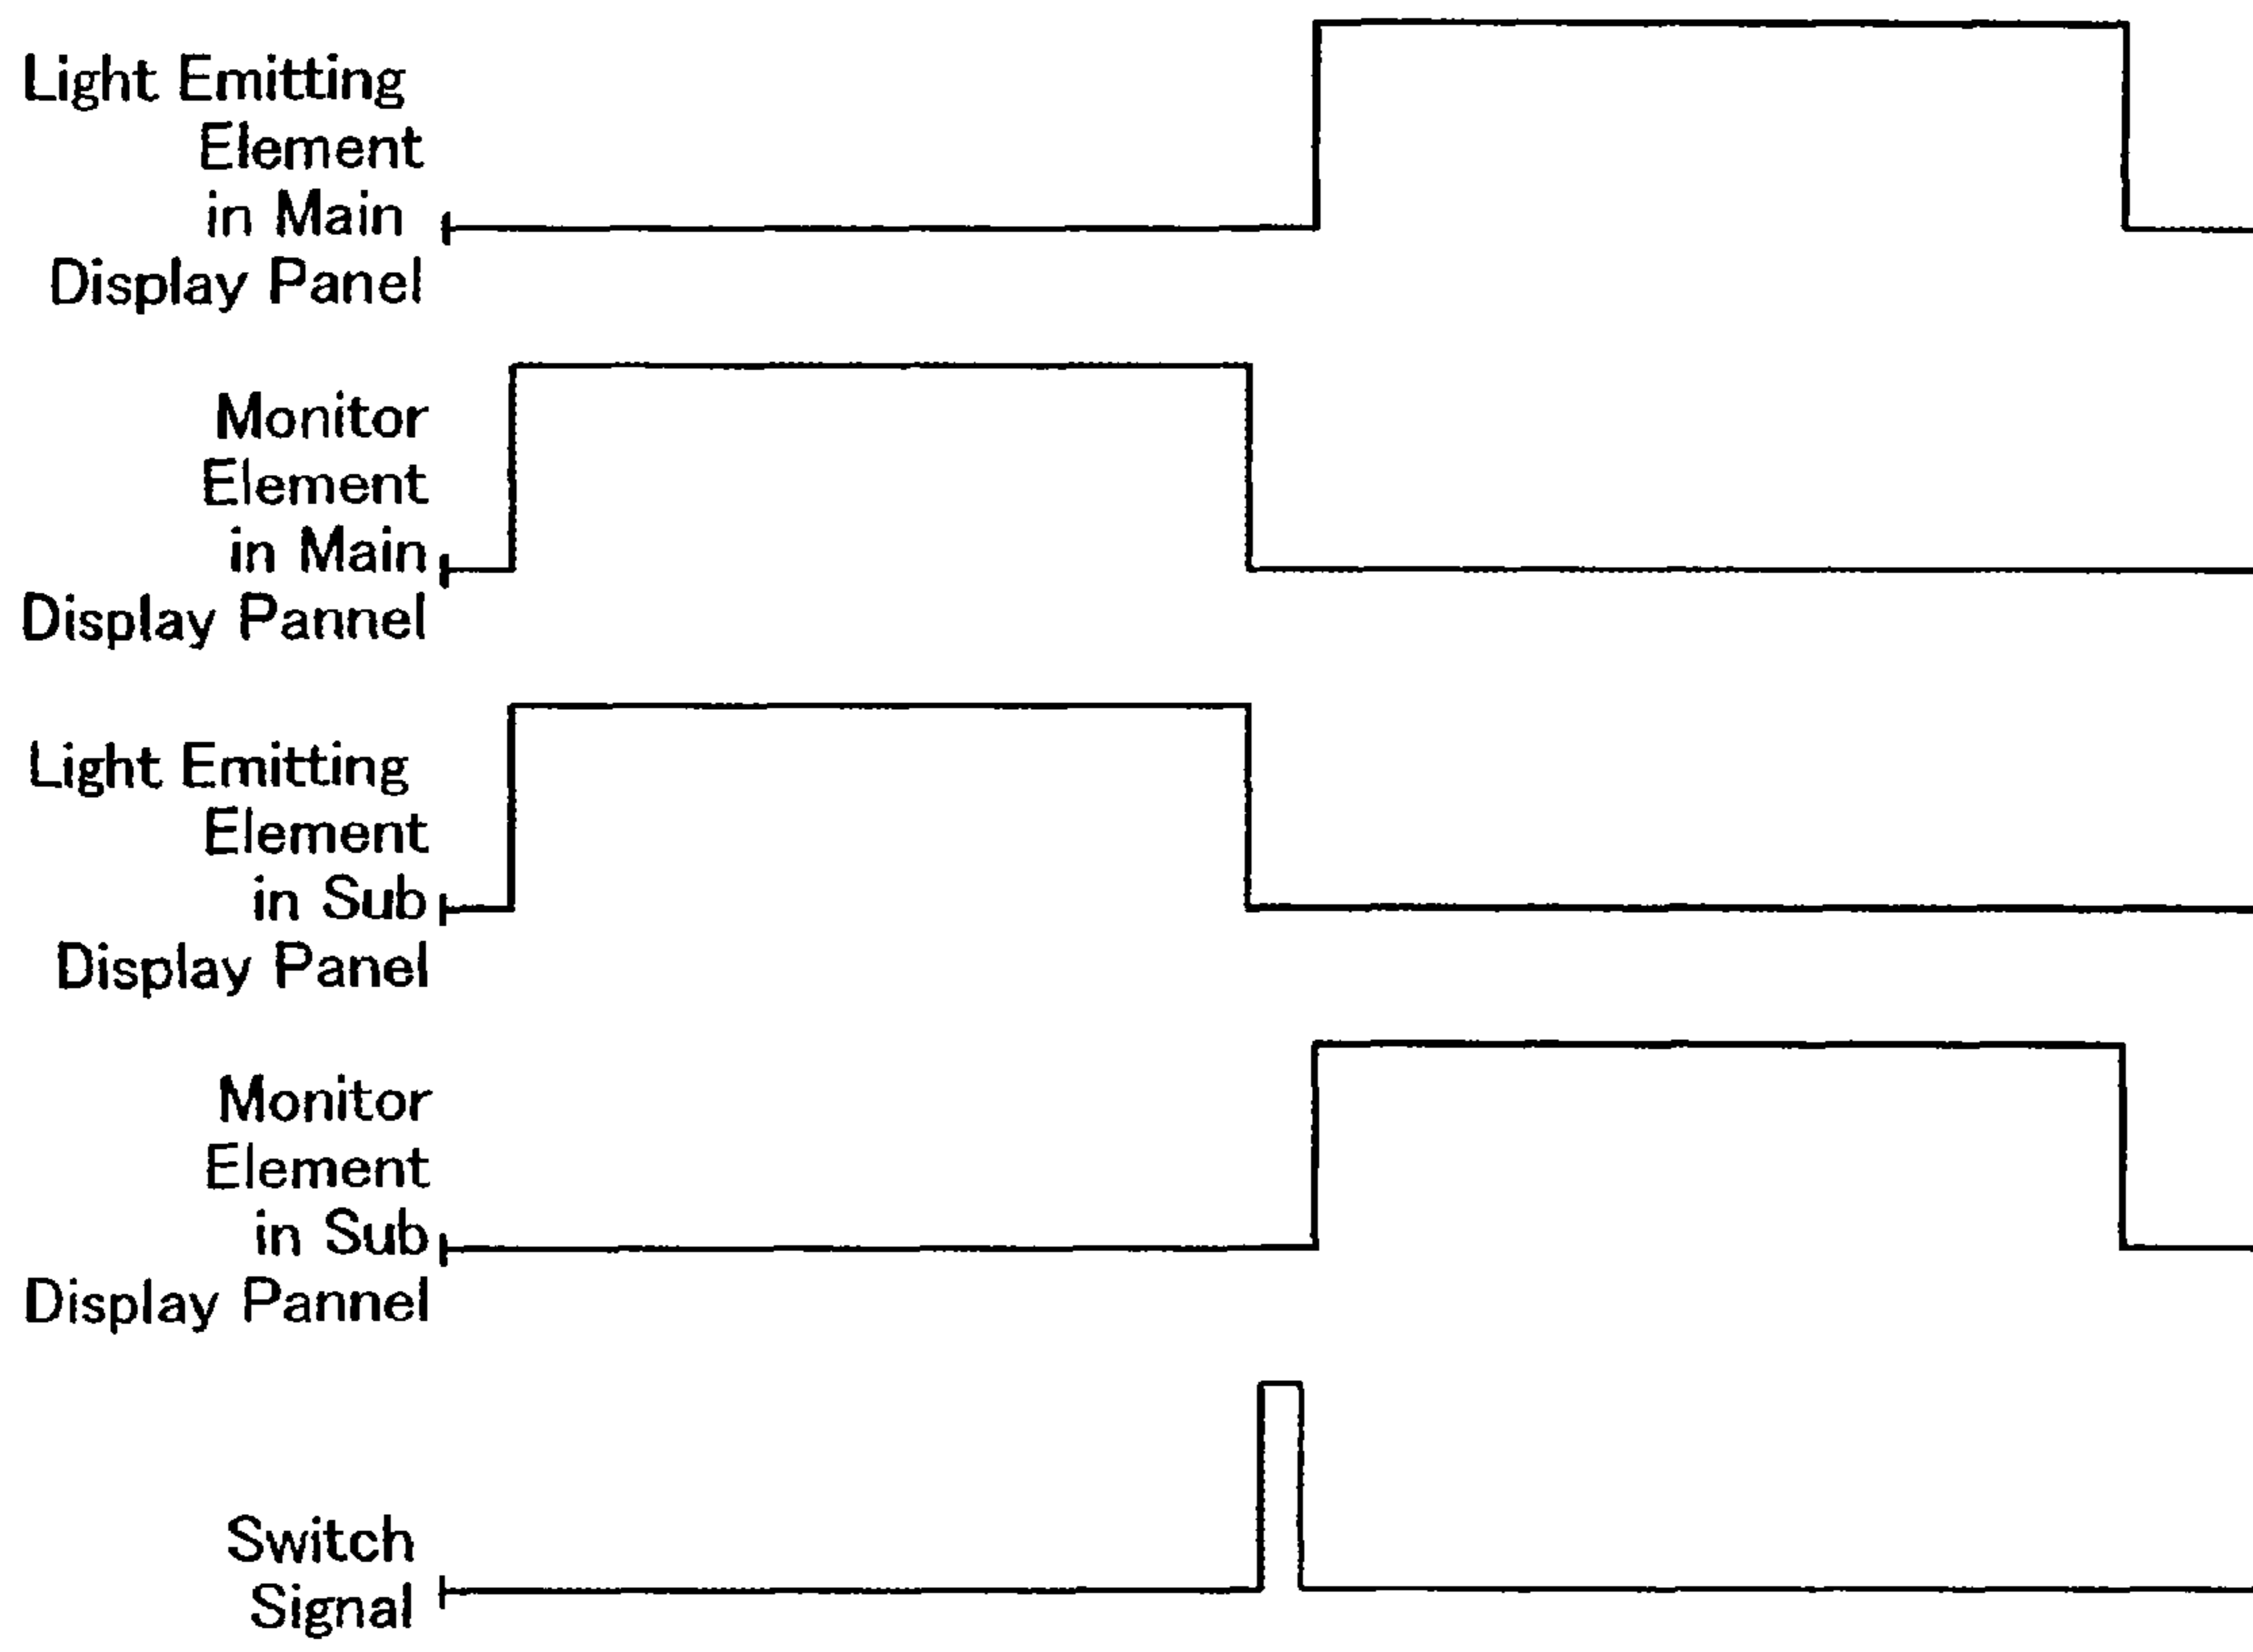 Light Emitting
Element
in Main
Display Panel
Monitor
Element
in Main
Display Pannel
Light Emitting
Element
in Sub
Display Panel
Monitor
Element
in Sub
Display Pannel
Switch
Signal